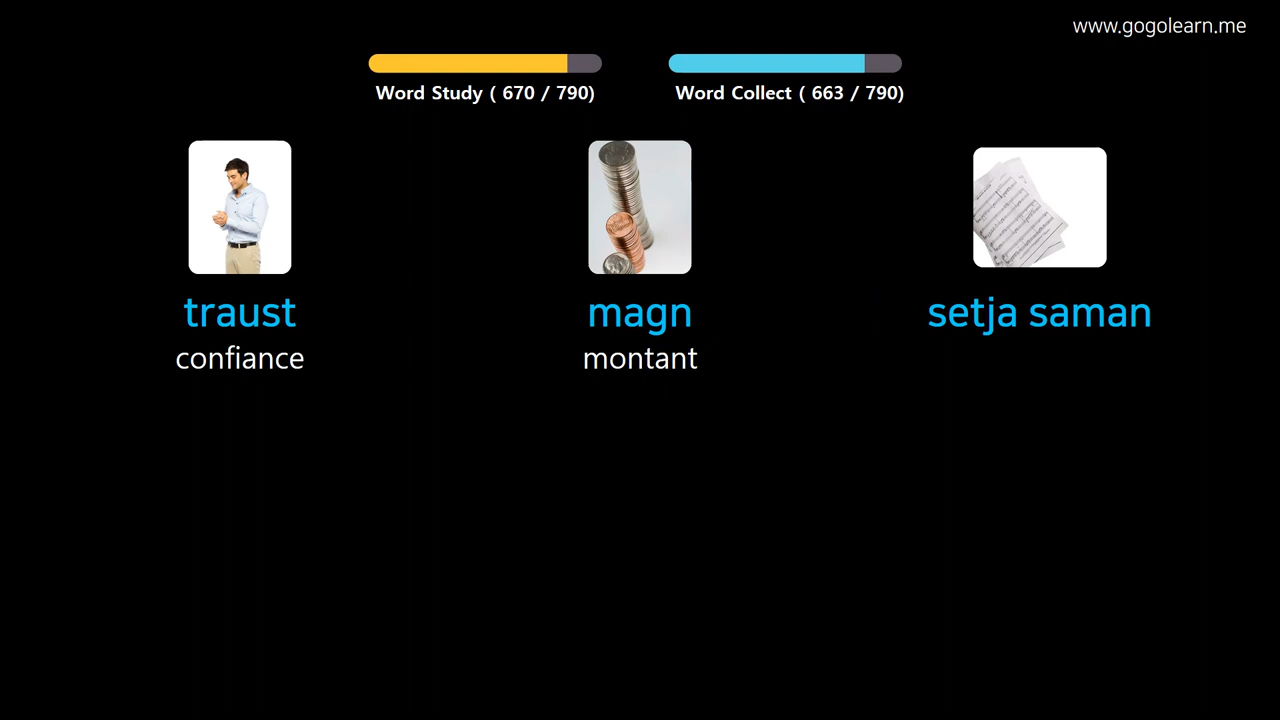 www.gogolearn.me
Word Study ( 670 / 790)
Word Collect ( 663 / 790)
traust
magn
setja saman
confiance
montant